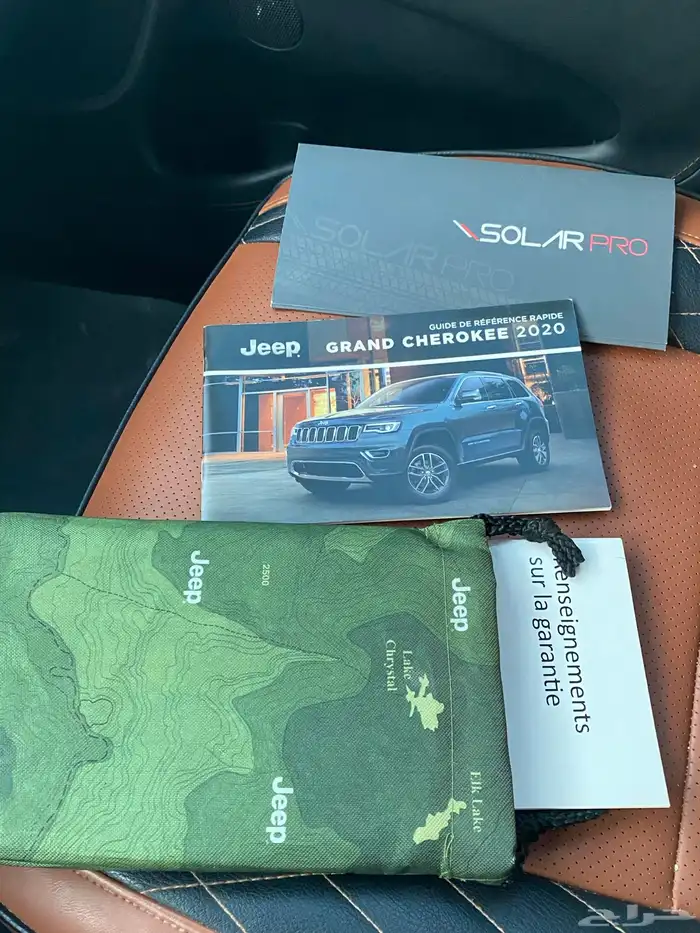 SOLAR PRO
SOLAR PRO
GUIDE DE RÉFÉRENCE RAPIDE
Jeep
GRAND CHEROKEE 2020
Jeep
2500
Jeep
Lake
Chrystal
Jeep
Elk Lake
Renseignements
sur la garantie
حراج